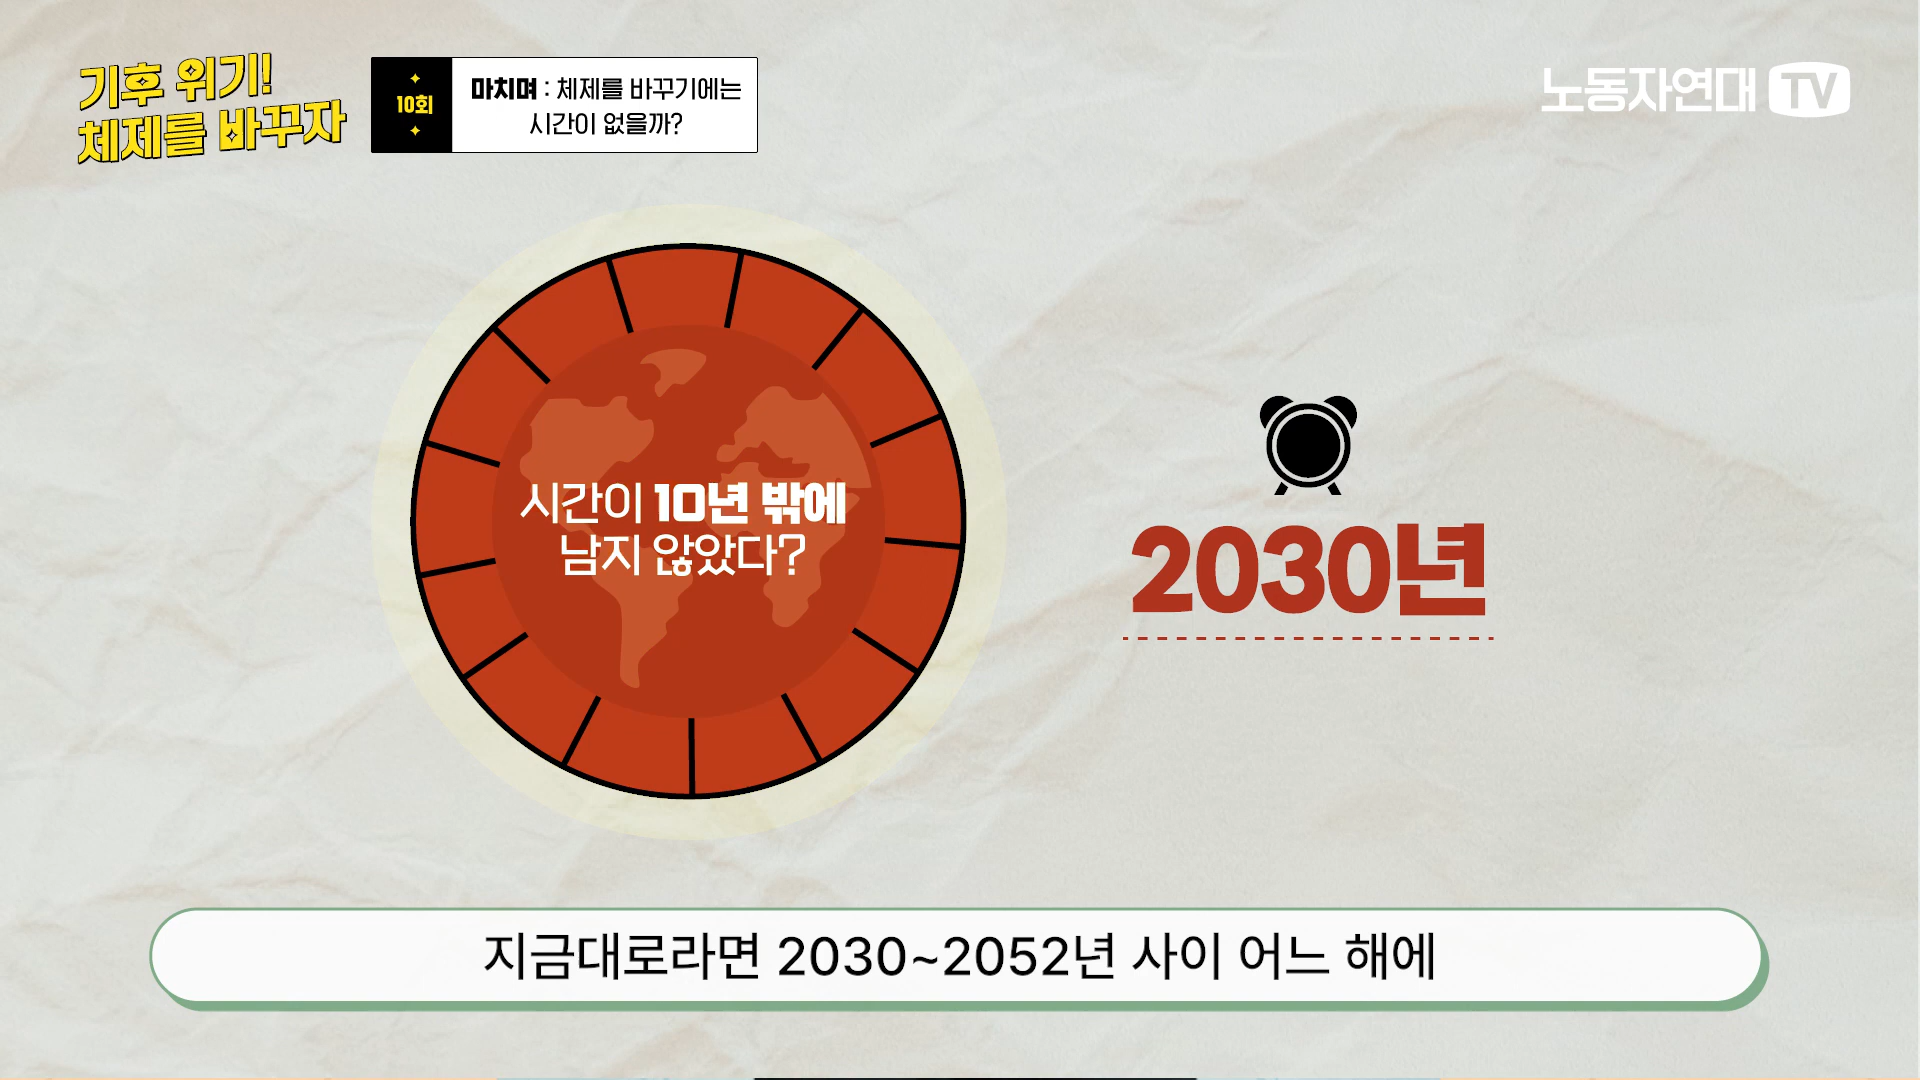 기후 위기!
체제를 바꾸자
10회
마치며 : 체제를 바꾸기에는
시간이 없을까?
노동자연대 TV
시간이 10년 밖에
남지 않았다?
2030년
지금대로라면 2030~2052년 사이 어느 해에